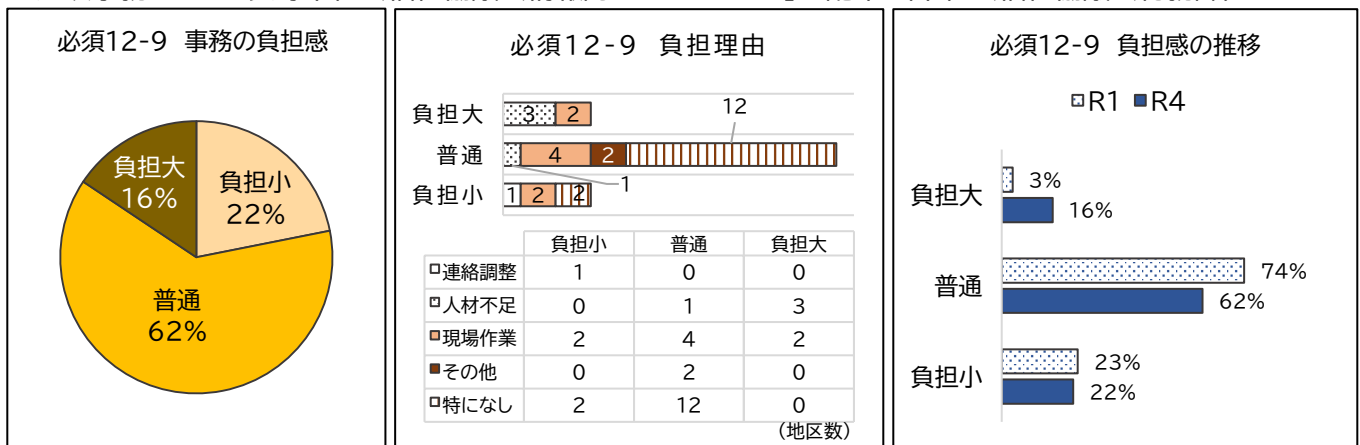 必須12-9 事務の負担感
負担大
16%
負担小
22%
普通
62%
必須12-9 負担理由
12
負担大
3
2
普通
4
2
1
負担小
1
2
2
負担小 普通 負担大
連絡調整 1 0 0
人材不足 0 1 3
現場作業 2 4 2
その他 0 2 0
特になし 2 12 0
(地区数)
必須12-9 負担感の推移
R1 R4
負担大
3%
16%
普通
74%
62%
負担小
23%
22%